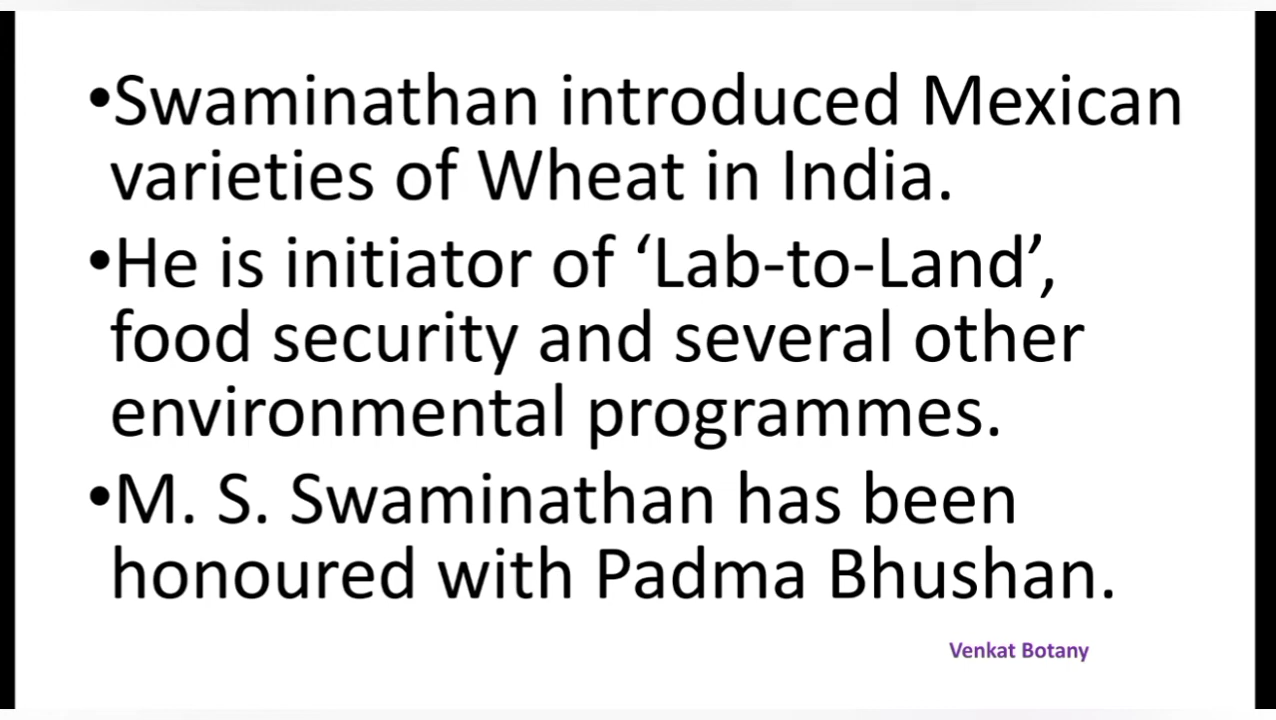 •Swaminathan introduced Mexican
varieties of Wheat in India.
•He is initiator of ‘Lab-to-Land’,
food security and several other
environmental programmes.
•M. S. Swaminathan has been
honoured with Padma Bhushan.
Venkat Botany